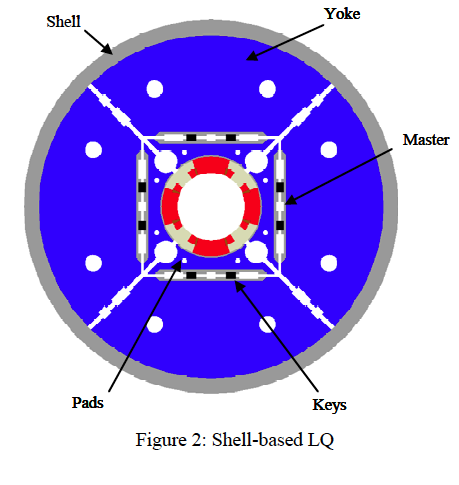 Shell
Yoke
Master
Pads
Keys
Figure 2: Shell-based LQ